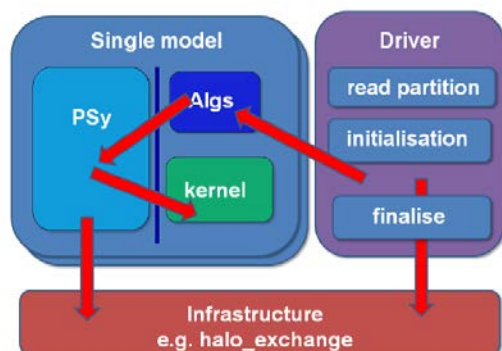 Single model
PSy
Algs
kernel
Driver
read partition
initialisation
finalise
Infrastructure
e.g. halo_exchange